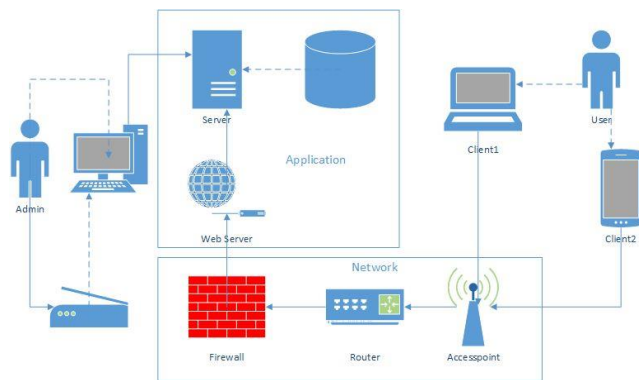 Server
Application
Client1
User
Admin
Web Server
Client2
Network
Firewall
Router
Accesspoint